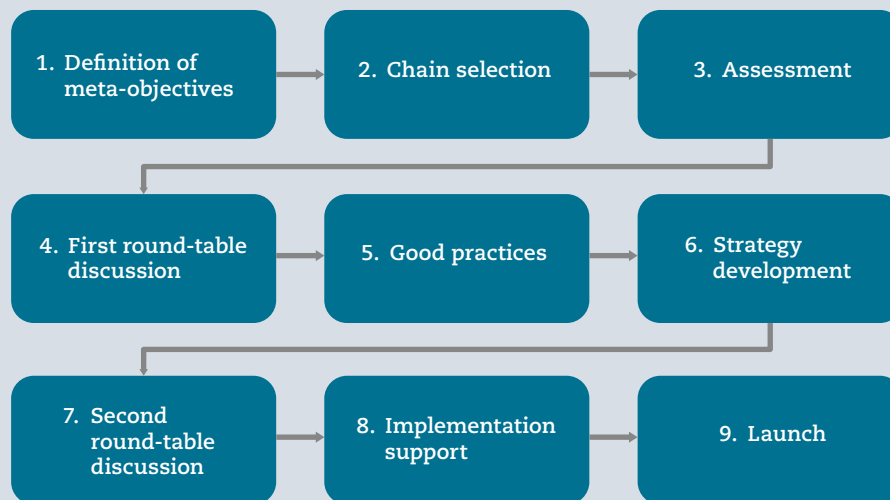 1. Definition of
meta-objectives
2. Chain selection
3. Assessment
4. First round-table
discussion
5. Good practices
6. Strategy
development
7. Second
round-table
discussion
8. Implementation
support
9. Launch